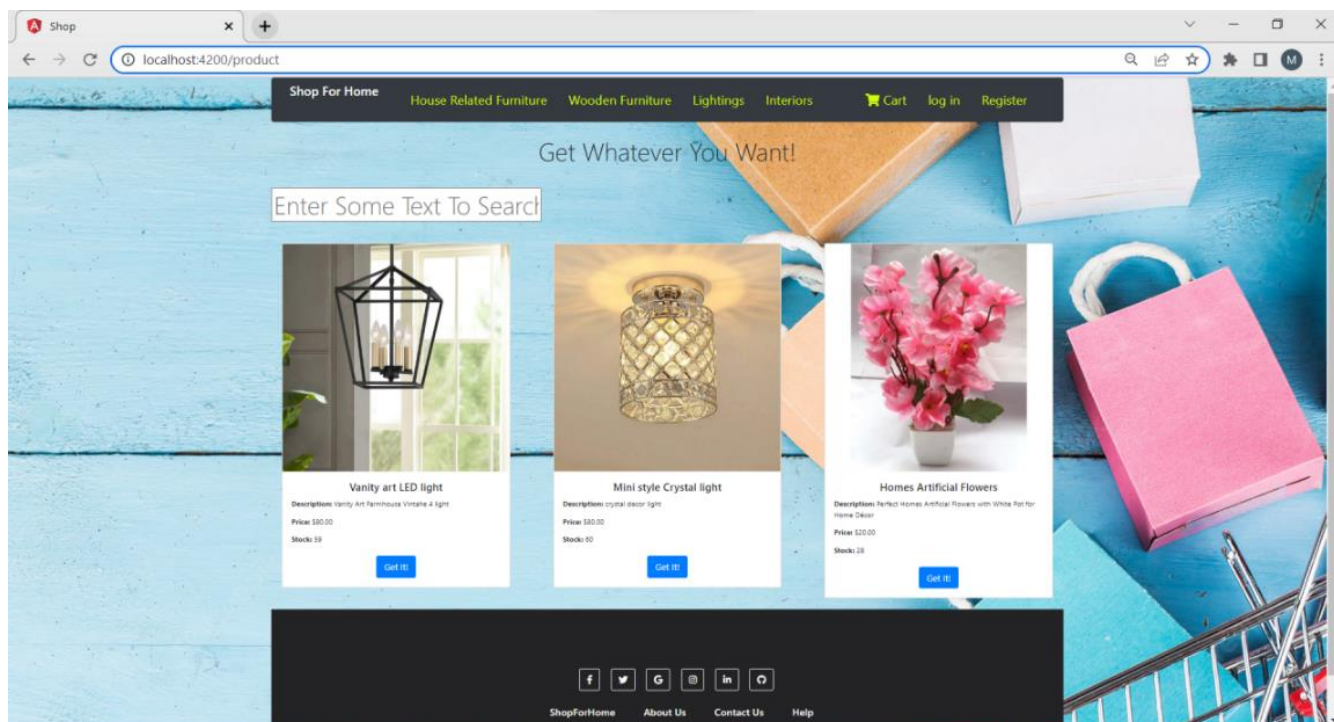 Shop
localhost:4200/product
M
Shop For Home
House Related Furniture Wooden Furniture Lightings Interiors Cart log in Register
Get Whatever You Want!
Enter Some Text To Search
Vanity art LED light
Description: Vanity Art Farmhouse Vintahe 4 light
Price: $80.00
Stock: 59
Get It!
Mini style Crystal light
Description: crystal decor light
Price: $80.00
Stock: 60
Get It!
Homes Artificial Flowers
Description: Perfect Homes Artificial Flowers with White Pot for
Home Décor
Price: $20.00
Stock: 28
Get It!
ShopForHome About Us Contact Us Help